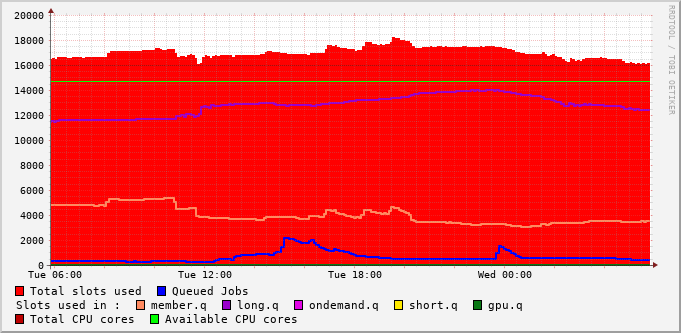 RRDTOOL / TOBI OETIKER
20000
18000
16000
14000
12000
10000
8000
6000
4000
2000
0
Tue 06:00 Tue 12:00 Tue 18:00 Wed 00:00
Total slots used Queued Jobs
Slots used in : member.q long.q ondemand.q short.q gpu.q
Total CPU cores Available CPU cores